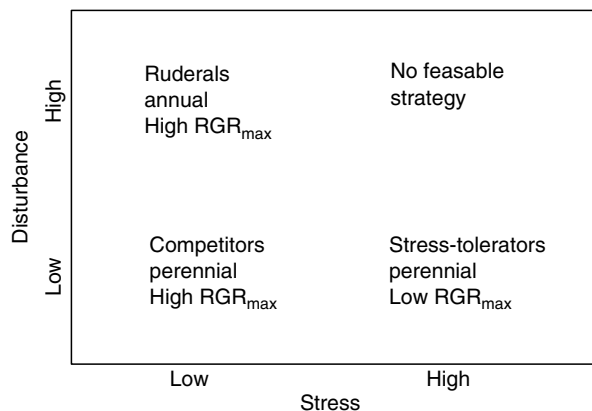 Ruderals
annual
High RGRmax
No feasable
strategy
Competitors
perennial
High RGRmax
Stress-tolerators
perennial
Low RGRmax
Disturbance
High
Low
Low
High
Stress